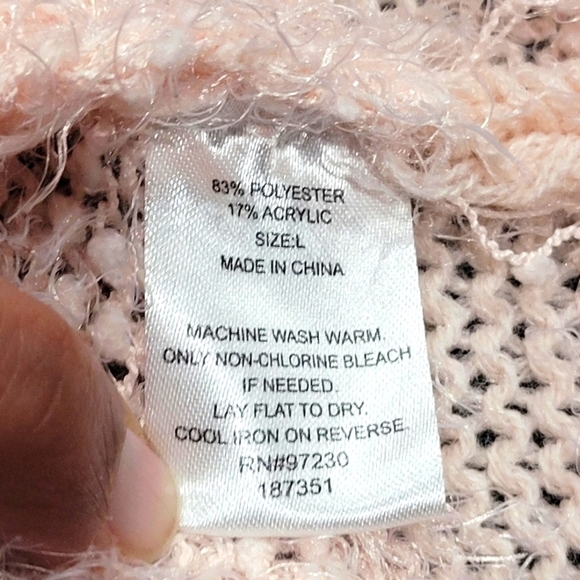 83% POLYESTER
17% ACRYLIC
SIZE:L
MADE IN CHINA
MACHINE WASH WARM.
ONLY NON-CHLORINE BLEACH
IF NEEDED.
LAY FLAT TO DRY.
COOL IRON ON REVERSE.
RN#97230
187351